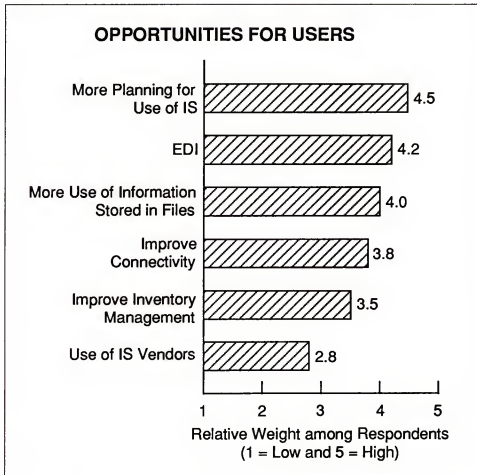 OPPORTUNITIES FOR USERS
More Planning for
Use of IS
4.5
EDI
4.2
More Use of Information
Stored in Files
4.0
Improve
Connectivity
3.8
Improve Inventory
Management
3.5
Use of IS Vendors
2.8
1 2 3 4 5
Relative Weight among Respondents
(1 = Low and 5 = High)